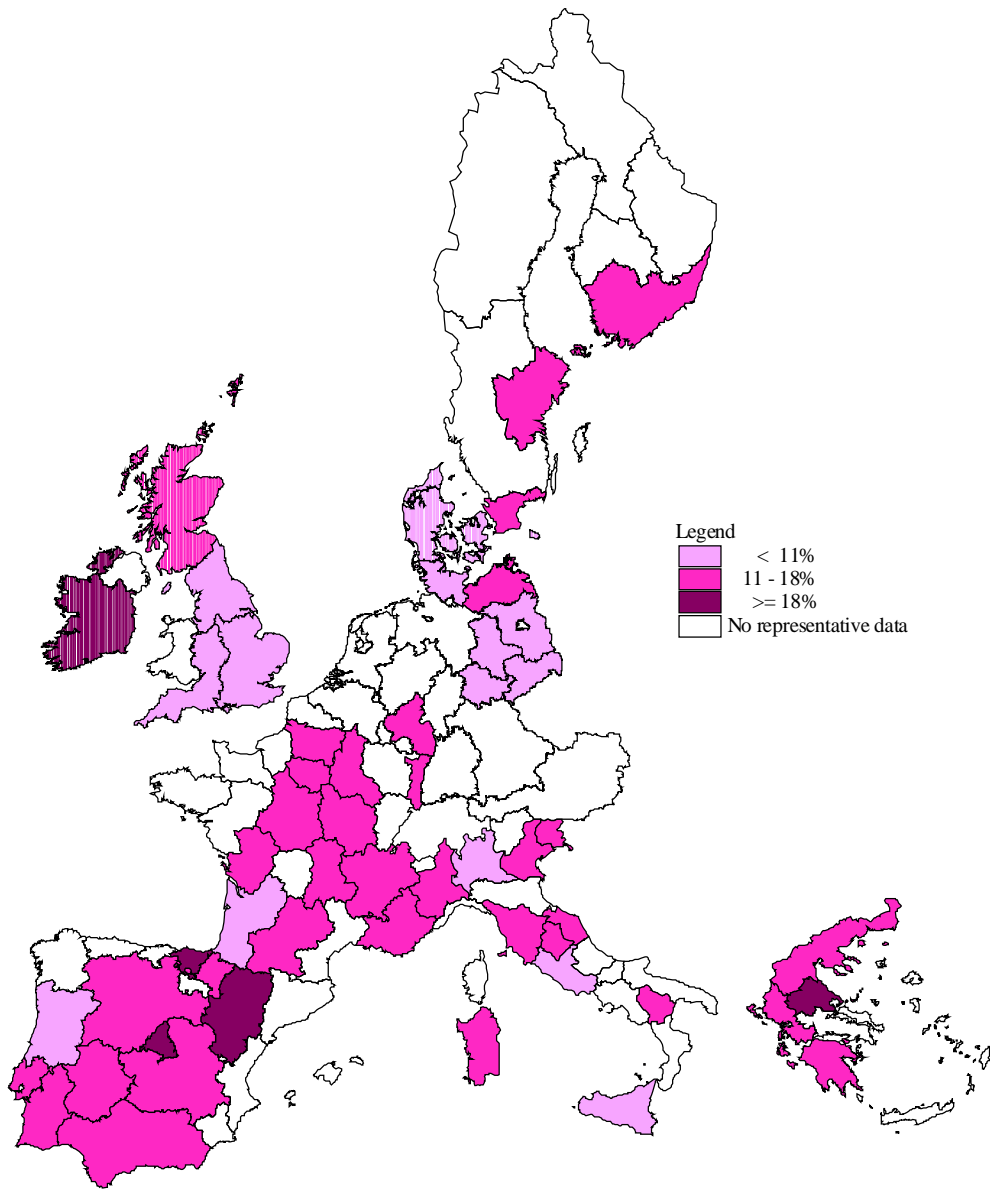 Legend
< 11%
11 - 18%
>= 18%
No representative data